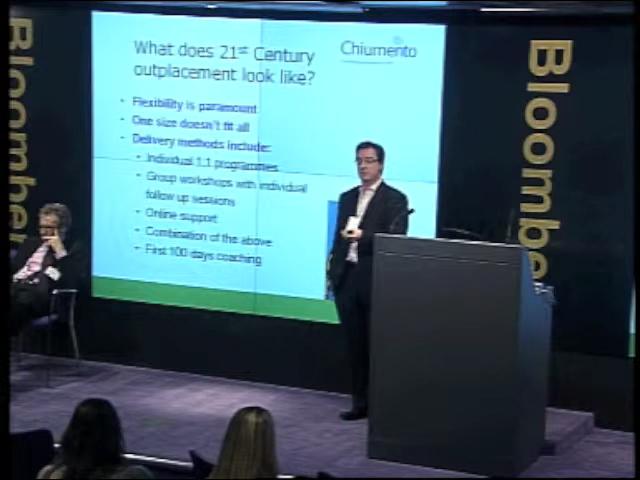 Bloomber
What does 21st Century
outplacement look like?
Chiumento
• Flexibility is paramount
• One size doesn't fit all
• Delivery methods include:
• Individual 1.1 programmes
• Group workshops with individual
follow up sessions
• Online support
• Combination of the above
• First 100 days coaching
Bloombe